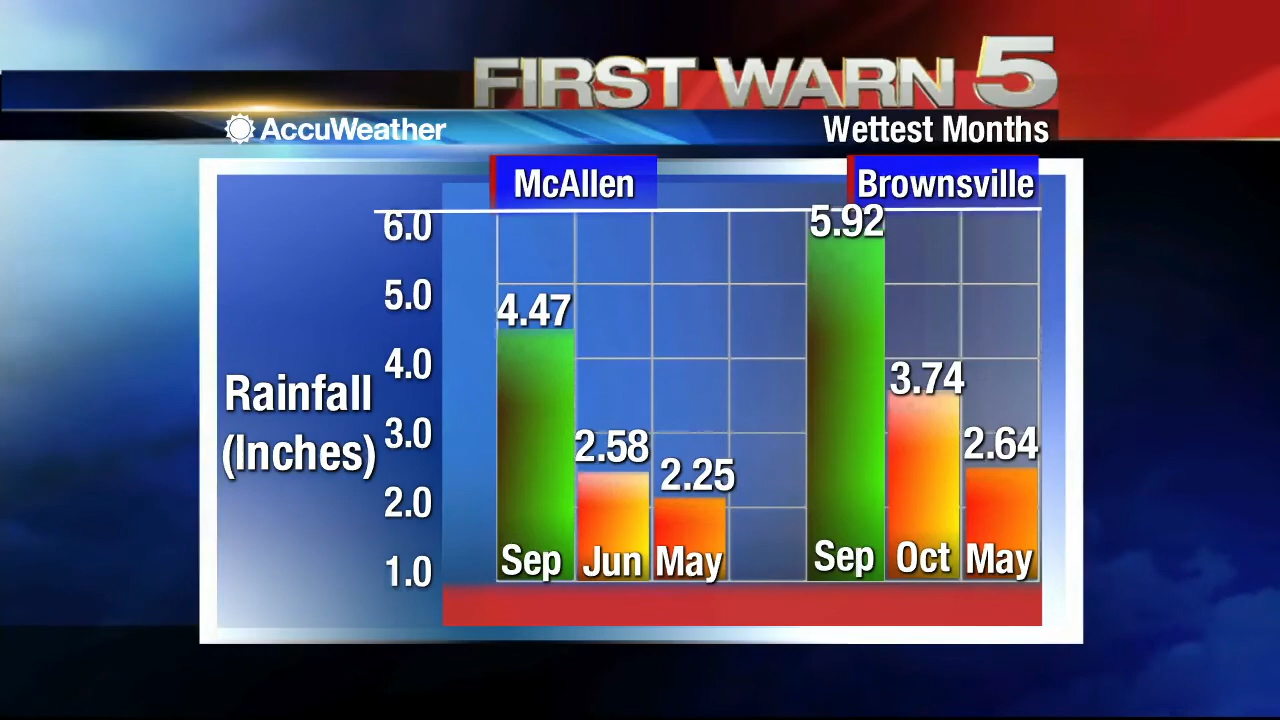 FIRST WARN 5
AccuWeather
Wettest Months
McAllen
Brownsville
6.0
5.0
4.0
3.0
2.0
1.0
Rainfall
(Inches)
4.47
2.58
2.25
5.92
3.74
2.64
Sep Jun May
Sep Oct May